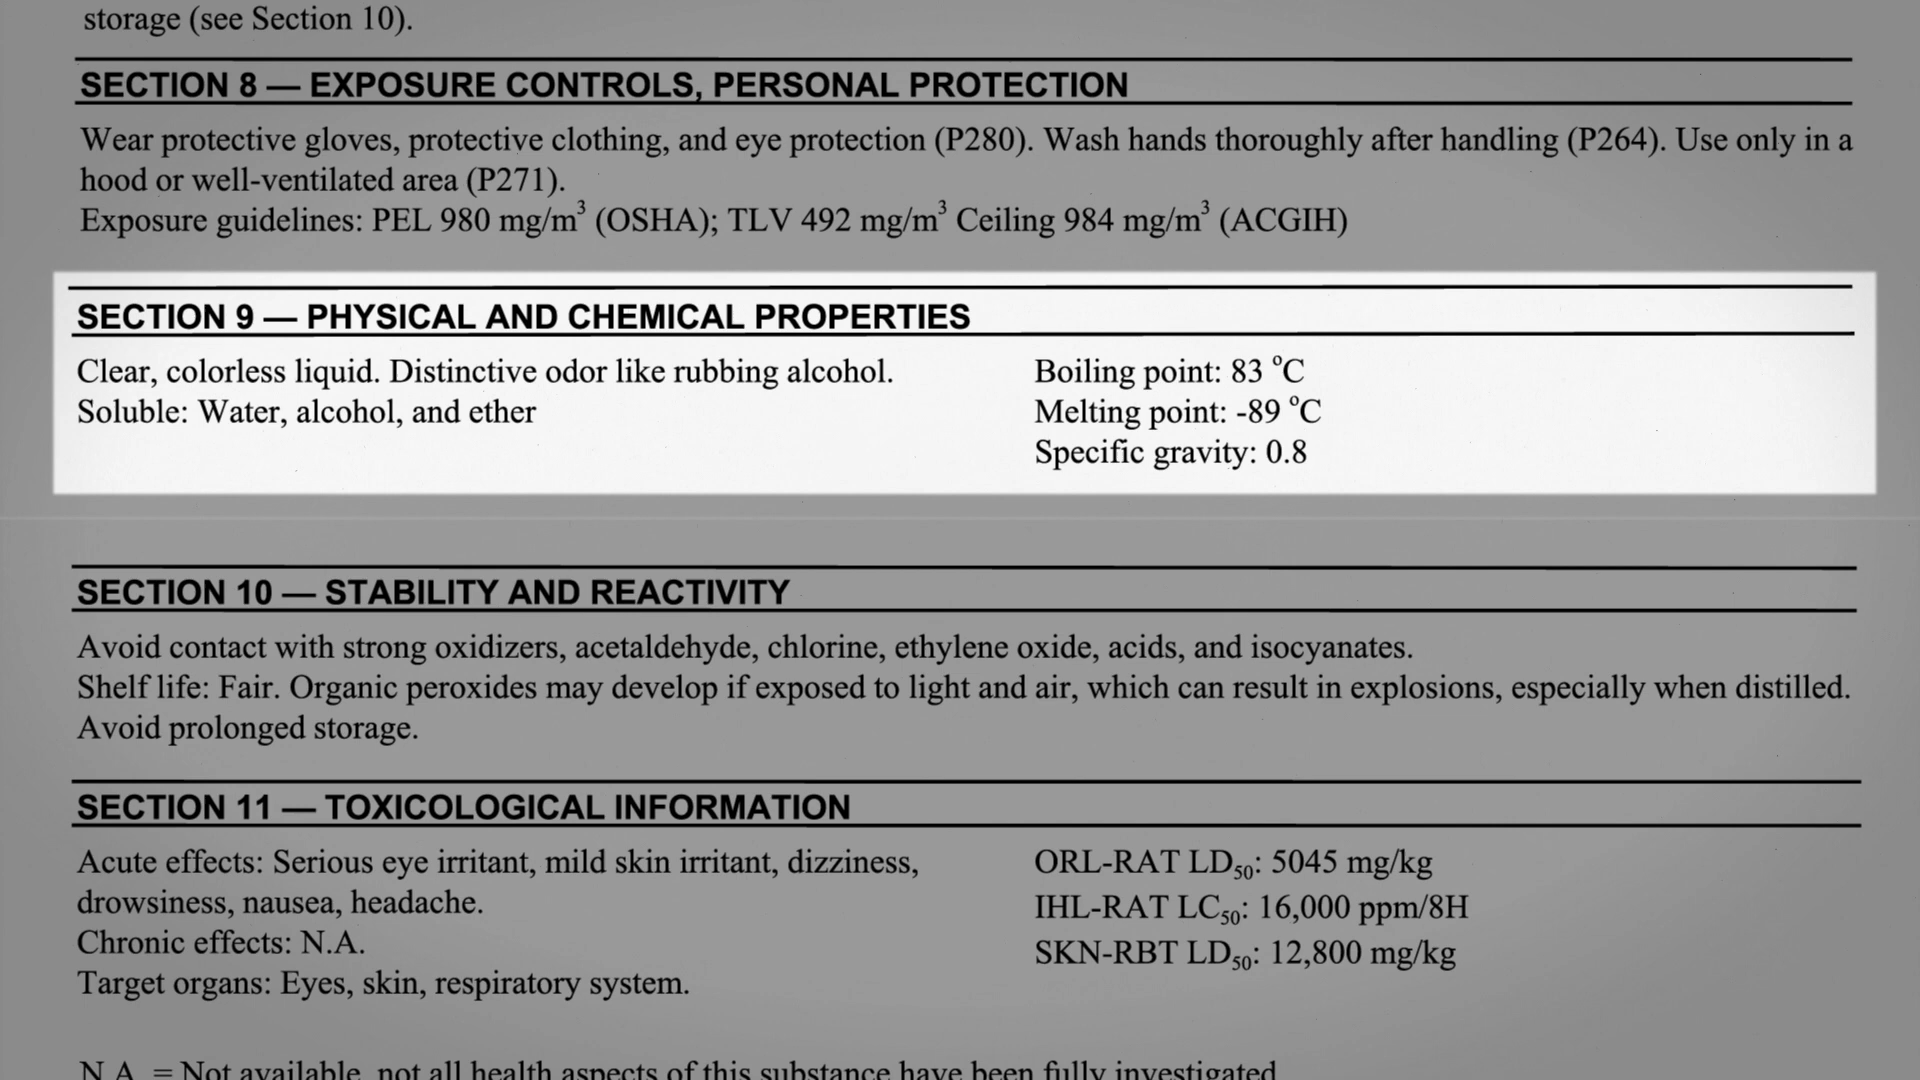 storage (see Section 10).
SECTION 8 — EXPOSURE CONTROLS, PERSONAL PROTECTION
Wear protective gloves, protective clothing, and eye protection (P280). Wash hands thoroughly after handling (P264). Use only in a
hood or well-ventilated area (P271).
Exposure guidelines: PEL 980 mg/m³ (OSHA); TLV 492 mg/m³ Ceiling 984 mg/m³ (ACGIH)
SECTION 9 — PHYSICAL AND CHEMICAL PROPERTIES
Clear, colorless liquid. Distinctive odor like rubbing alcohol.
Soluble: Water, alcohol, and ether
Boiling point: 83 °C
Melting point: -89 °C
Specific gravity: 0.8
SECTION 10 — STABILITY AND REACTIVITY
Avoid contact with strong oxidizers, acetaldehyde, chlorine, ethylene oxide, acids, and isocyanates.
Shelf life: Fair. Organic peroxides may develop if exposed to light and air, which can result in explosions, especially when distilled.
Avoid prolonged storage.
SECTION 11 — TOXICOLOGICAL INFORMATION
Acute effects: Serious eye irritant, mild skin irritant, dizziness,
drowsiness, nausea, headache.
Chronic effects: N.A.
Target organs: Eyes, skin, respiratory system.
ORL-RAT LD₅₀: 5045 mg/kg
IHL-RAT LC₅₀: 16,000 ppm/8H
SKN-RBT LD₅₀: 12,800 mg/kg
N.A. = Not available, not all health aspects of this substance have been fully investigated